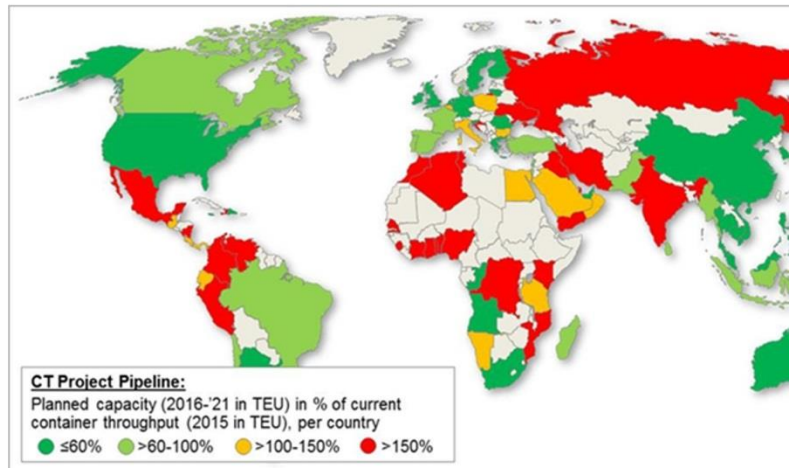 CT Project Pipeline:
Planned capacity (2016-'21 in TEU) in % of current
container throughput (2015 in TEU), per country
≤60% >60-100% >100-150% >150%